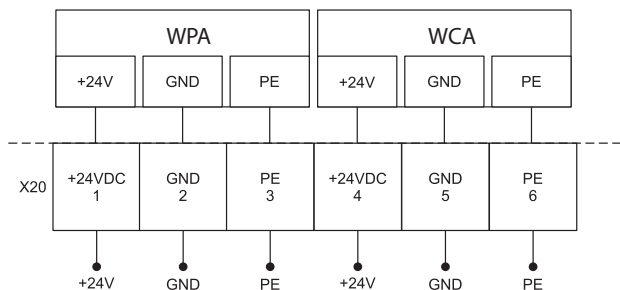 WPA WCA
+24V GND PE +24V GND PE
X20 +24VDC GND PE +24VDC GND PE
1 2 3 4 5 6
+24V GND PE +24V GND PE